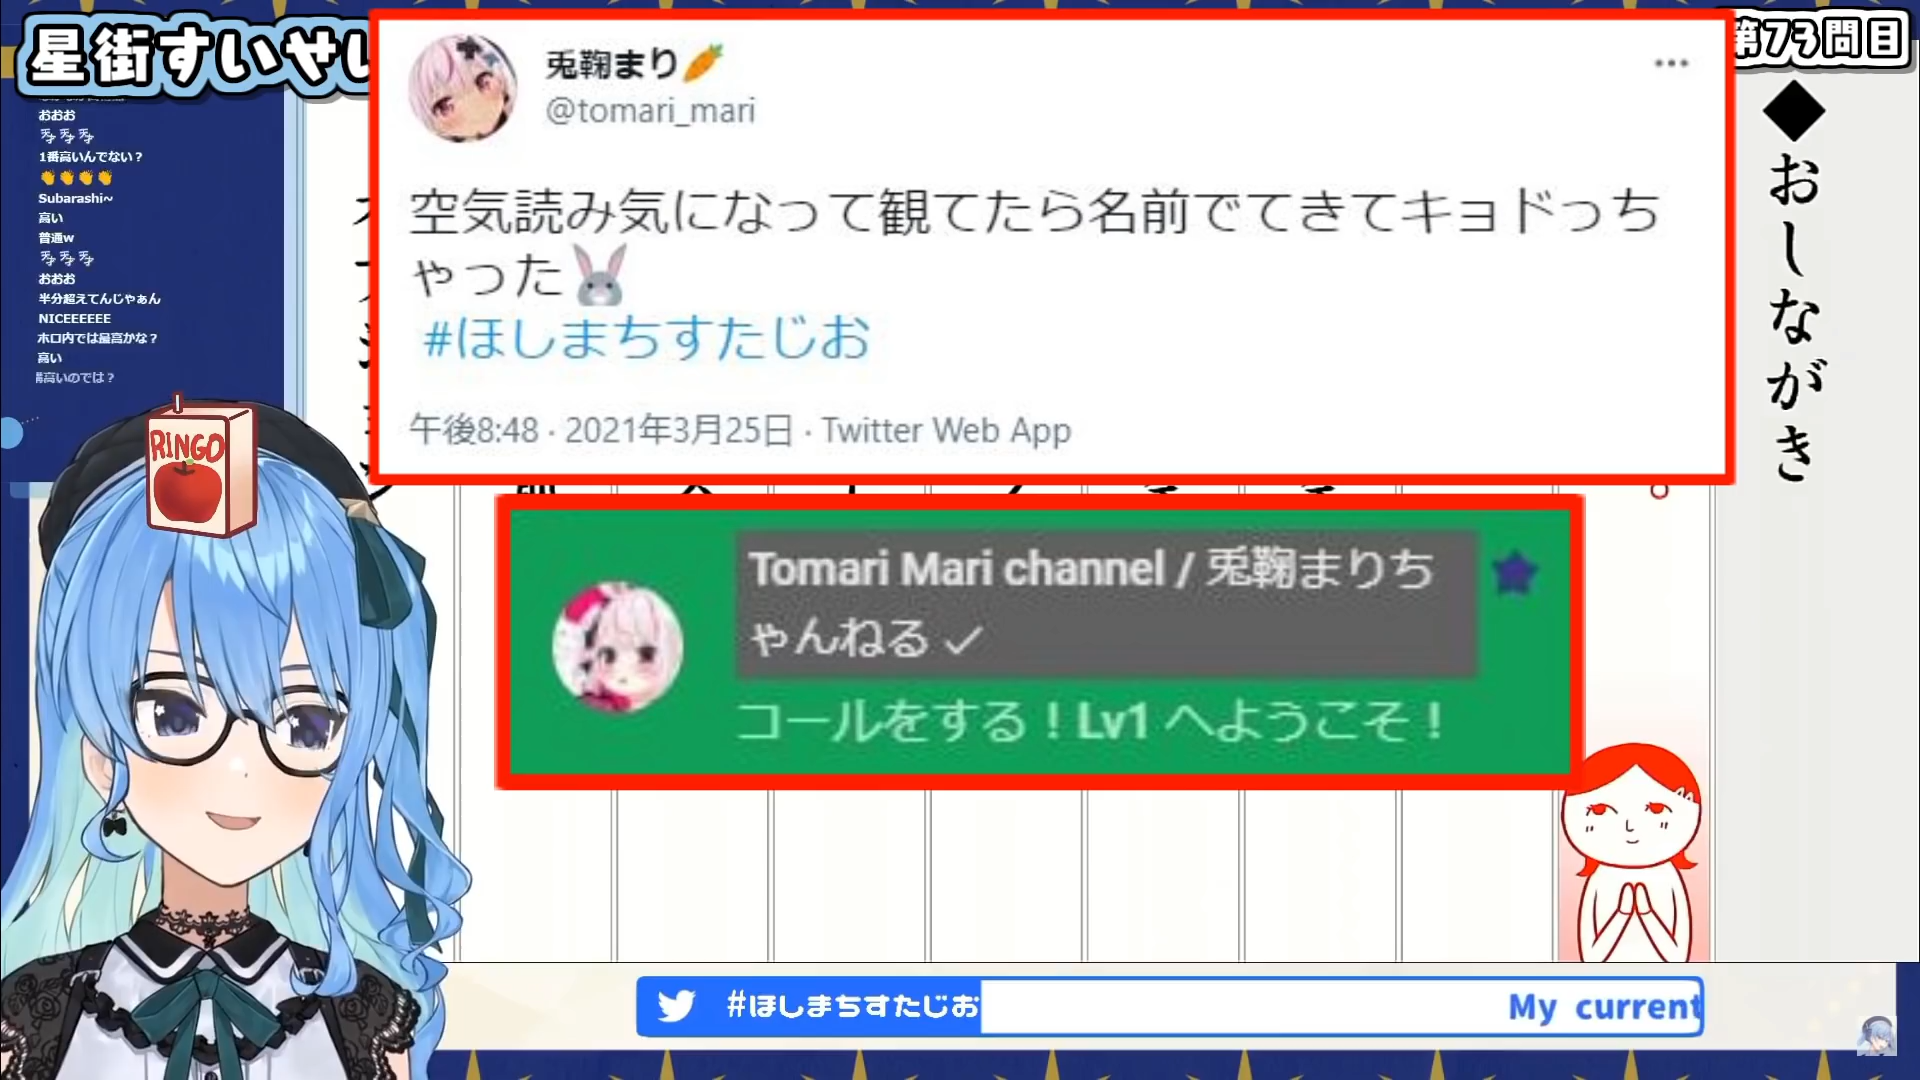 星街すいせい
第73問目
兎鞠まり🥕
@tomari_mari
空気読み気になって観てたら名前でてきてキョドっち
ゃった🐰
#ほしまちすたじお
午後8:48 · 2021年3月25日 · Twitter Web App
おおお
1番高いんでない？
👏👏👏👏
Subarashi~
高い
普通w
おおお
半分超えてんじゃぁん
NICEEEEEE
ホロ内では最高かな？
高い
高いのでは？
◆おしながき
RINGO
Tomari Mari channel / 兎鞠まりち
ゃんねる ✓
コールをする！Lv1 へようこそ！
#ほしまちすたじお
My current